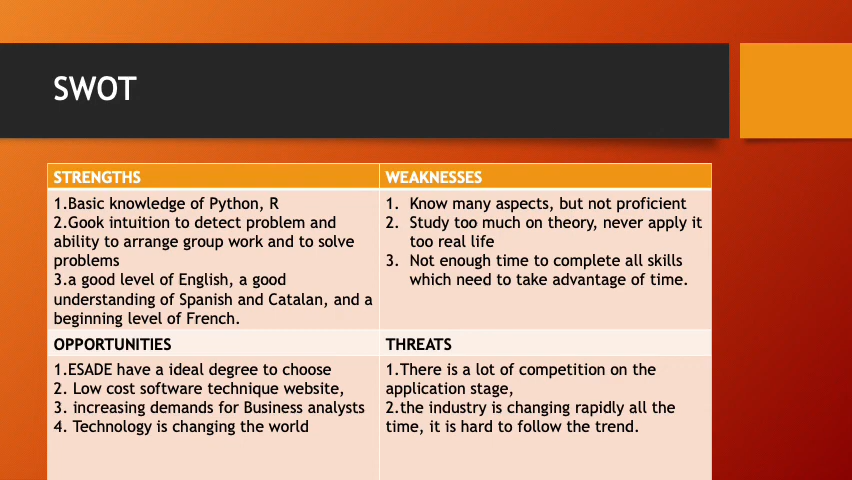 SWOT
STRENGTHS
1.Basic knowledge of Python, R
2.Gook intuition to detect problem and
ability to arrange group work and to solve
problems
3.a good level of English, a good
understanding of Spanish and Catalan, and a
beginning level of French.
WEAKNESSES
1. Know many aspects, but not proficient
2. Study too much on theory, never apply it
too real life
3. Not enough time to complete all skills
which need to take advantage of time.
OPPORTUNITIES
1.ESADE have a ideal degree to choose
2. Low cost software technique website,
3. increasing demands for Business analysts
4. Technology is changing the world
THREATS
1.There is a lot of competition on the
application stage,
2.the industry is changing rapidly all the
time, it is hard to follow the trend.